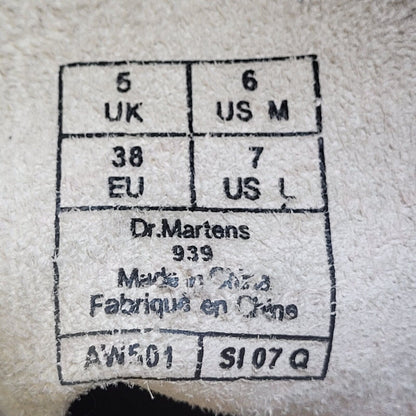 5 6
UK US M
38 7
EU US L
Dr.Martens
939
Made in China
Fabriqué en Chine
AW501 SI 07 Q